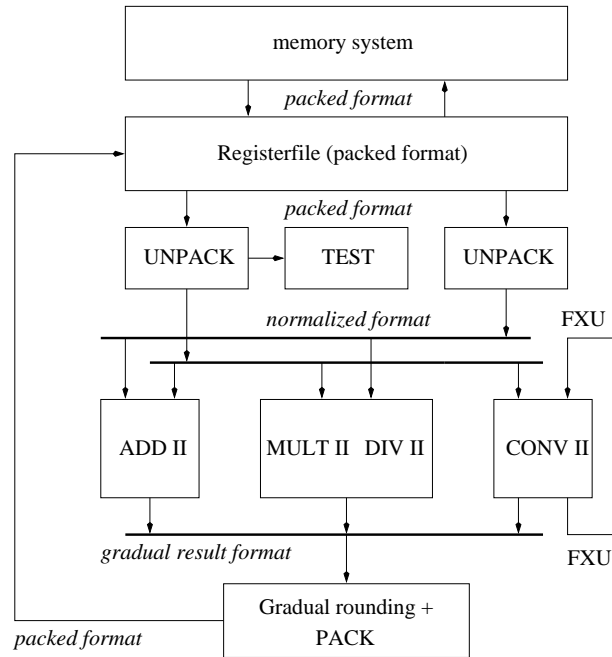 memory system
packed format
Registerfile (packed format)
packed format
UNPACK
TEST
UNPACK
normalized format
FXU
ADD II
MULT II
DIV II
CONV II
gradual result format
FXU
Gradual rounding +
PACK
packed format